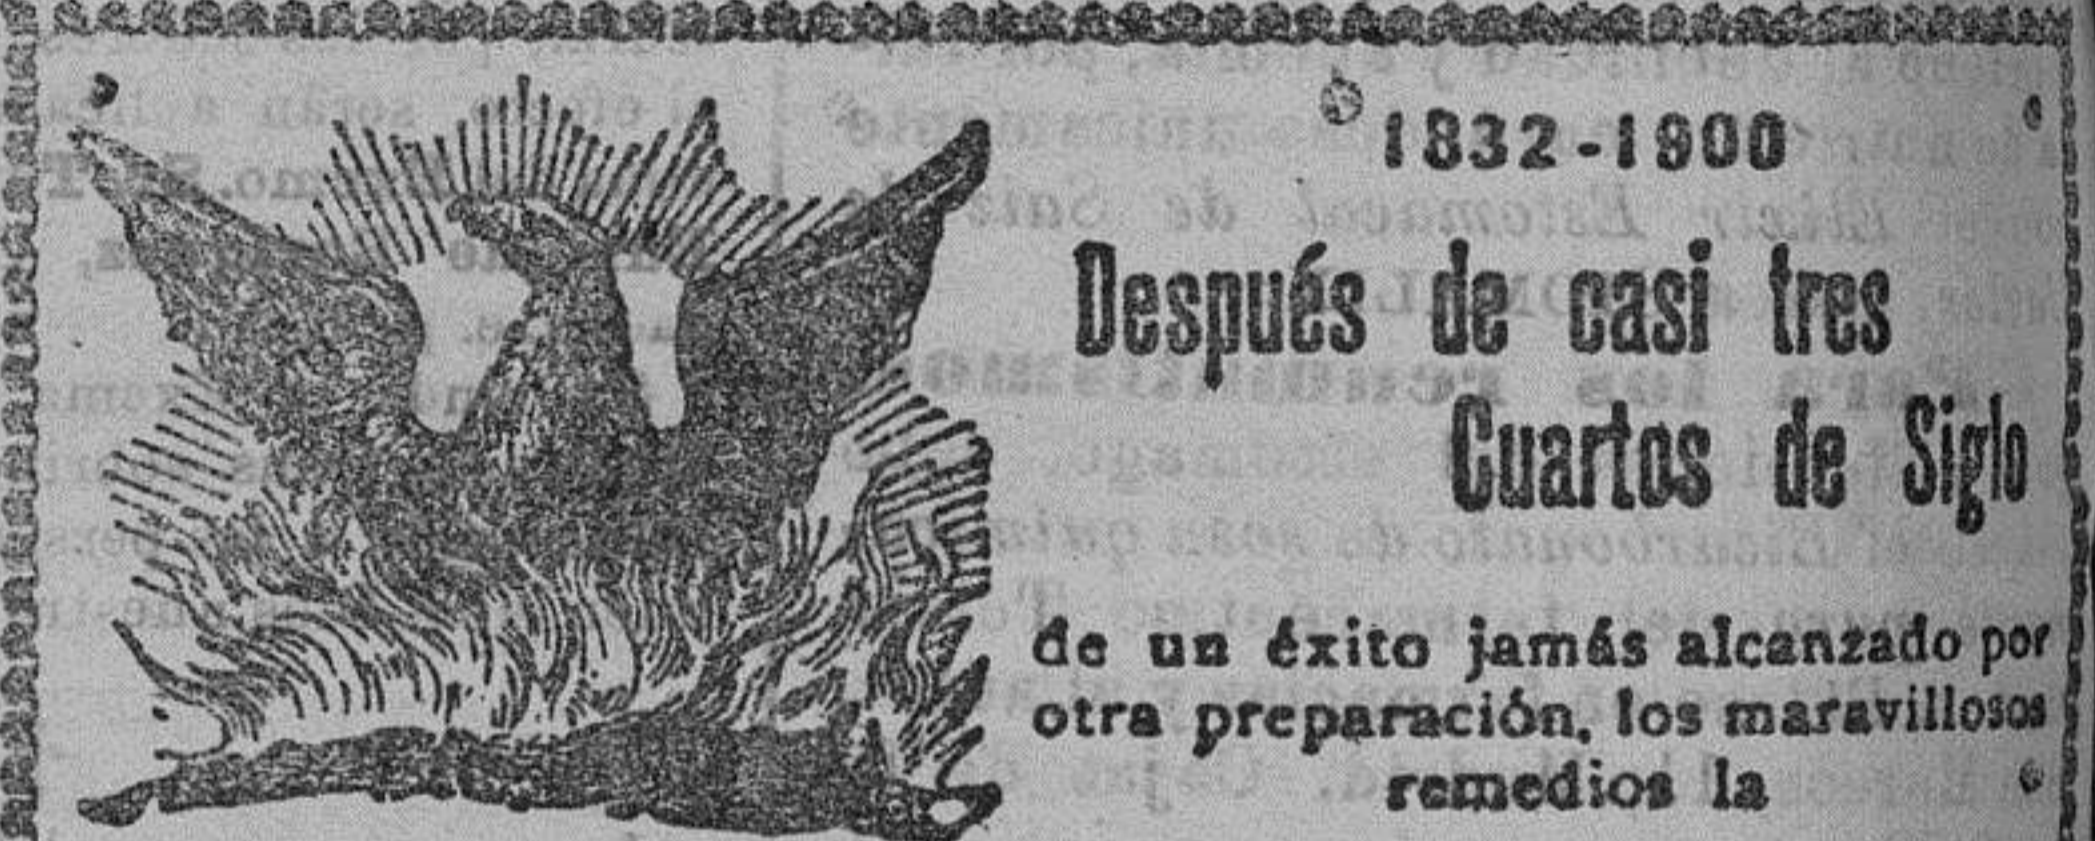 1832-1900
Después de casi tres
Cuartos de Siglo
de un éxito jamás alcanzado por
otra preparación, los maravillosos
remedios la